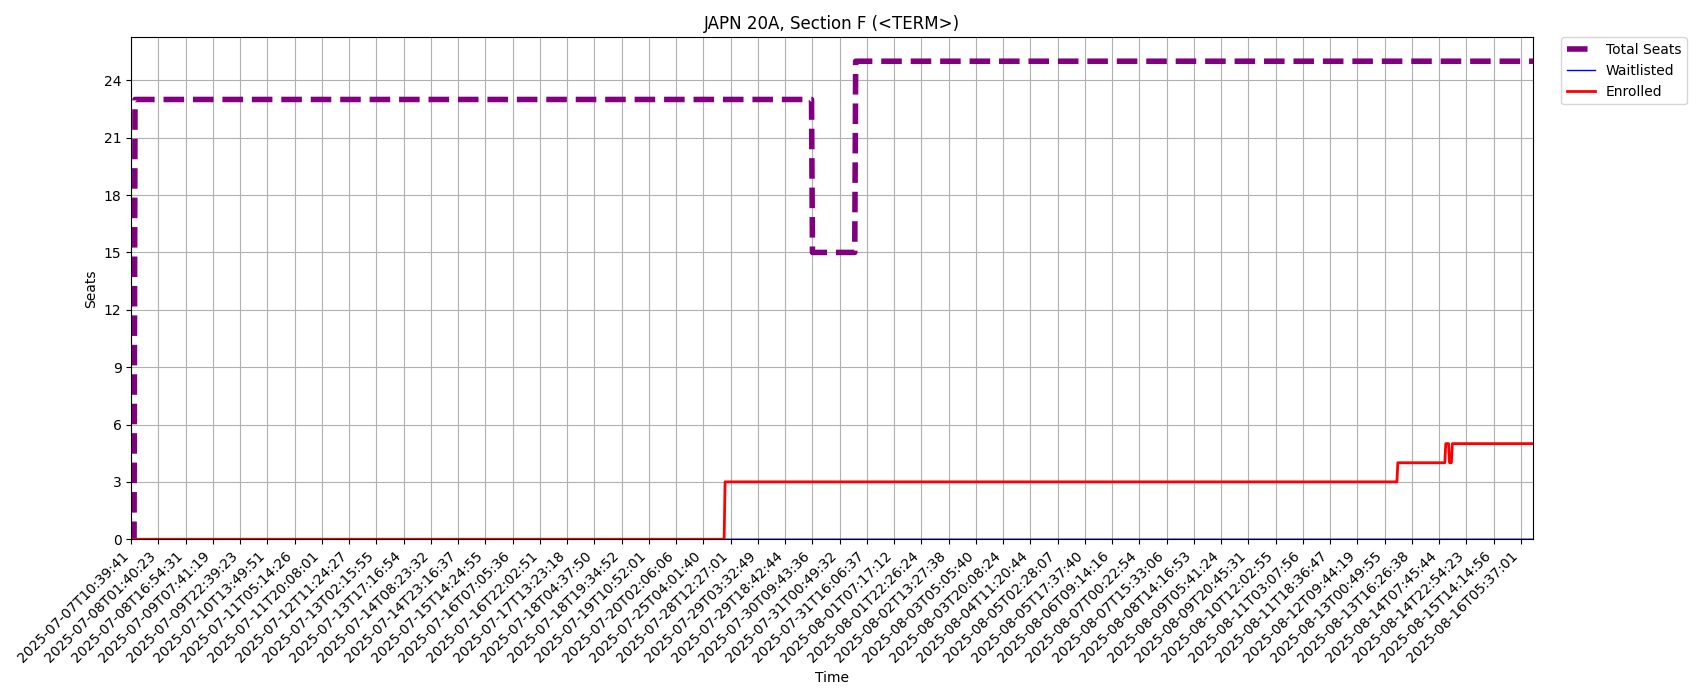 JAPN 20A, Section F (<TERM>)
Total Seats
Waitlisted
Enrolled
24
21
18
15
12
9
6
3
0
Seats
2025-07-07T10:39:41
2025-07-08T01:40:23
2025-07-08T16:54:31
2025-07-09T07:41:19
2025-07-09T22:39:23
2025-07-10T13:49:51
2025-07-11T05:14:26
2025-07-11T20:08:01
2025-07-12T11:24:27
2025-07-13T02:15:55
2025-07-13T17:16:54
2025-07-14T08:23:32
2025-07-14T23:16:37
2025-07-15T14:24:55
2025-07-16T07:05:36
2025-07-16T22:02:51
2025-07-17T13:23:18
2025-07-18T04:37:50
2025-07-18T19:34:52
2025-07-19T10:52:01
2025-07-20T02:06:06
2025-07-25T04:01:40
2025-07-28T12:27:01
2025-07-29T03:32:49
2025-07-29T18:42:44
2025-07-30T09:43:36
2025-07-31T00:49:32
2025-07-31T16:06:37
2025-08-01T07:17:12
2025-08-01T22:26:24
2025-08-02T13:27:38
2025-08-03T05:05:40
2025-08-03T20:08:24
2025-08-04T11:20:44
2025-08-05T02:28:07
2025-08-05T17:37:40
2025-08-06T09:14:16
2025-08-07T00:22:54
2025-08-07T15:33:06
2025-08-08T14:16:53
2025-08-09T05:41:24
2025-08-09T20:45:31
2025-08-10T12:02:55
2025-08-11T03:07:56
2025-08-11T18:36:47
2025-08-12T09:44:19
2025-08-13T00:49:55
2025-08-13T16:26:38
2025-08-14T07:45:44
2025-08-14T22:54:23
2025-08-15T14:14:56
2025-08-16T05:37:01
Time